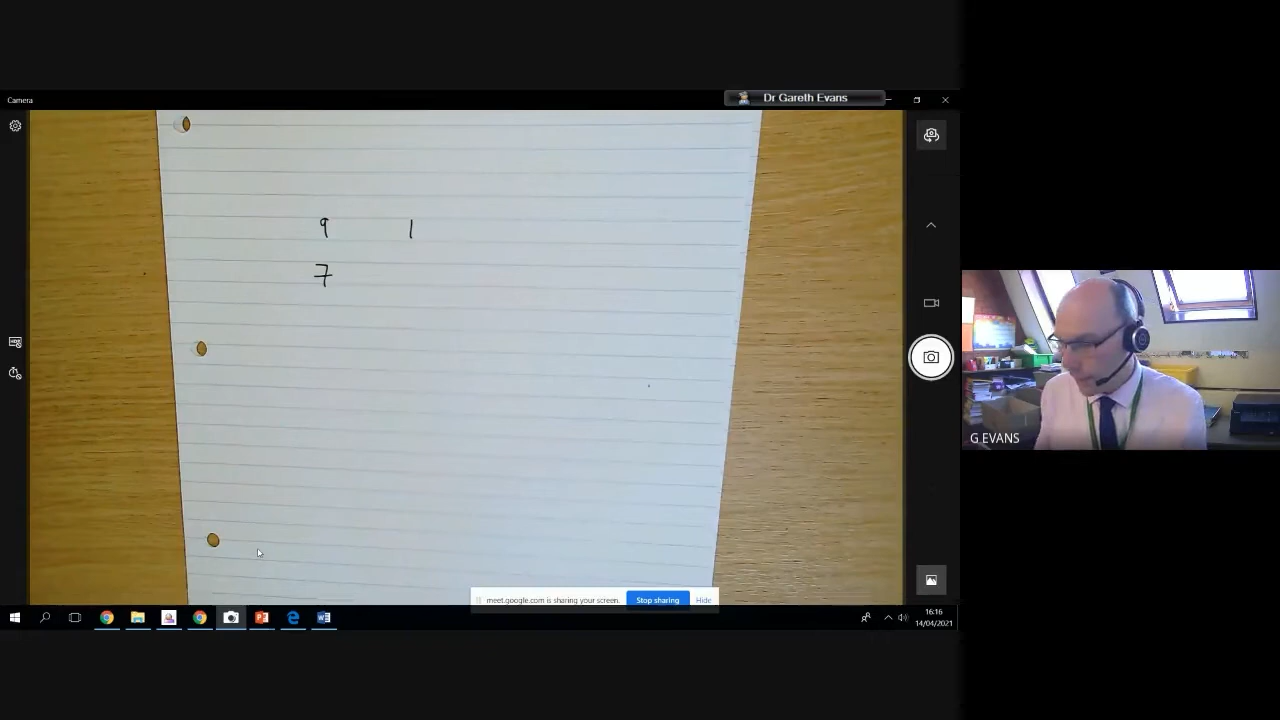 Camera
Dr Gareth Evans
9 1
7
G EVANS
meet.google.com is sharing your screen. Stop sharing Hide
16:16
14/04/2021